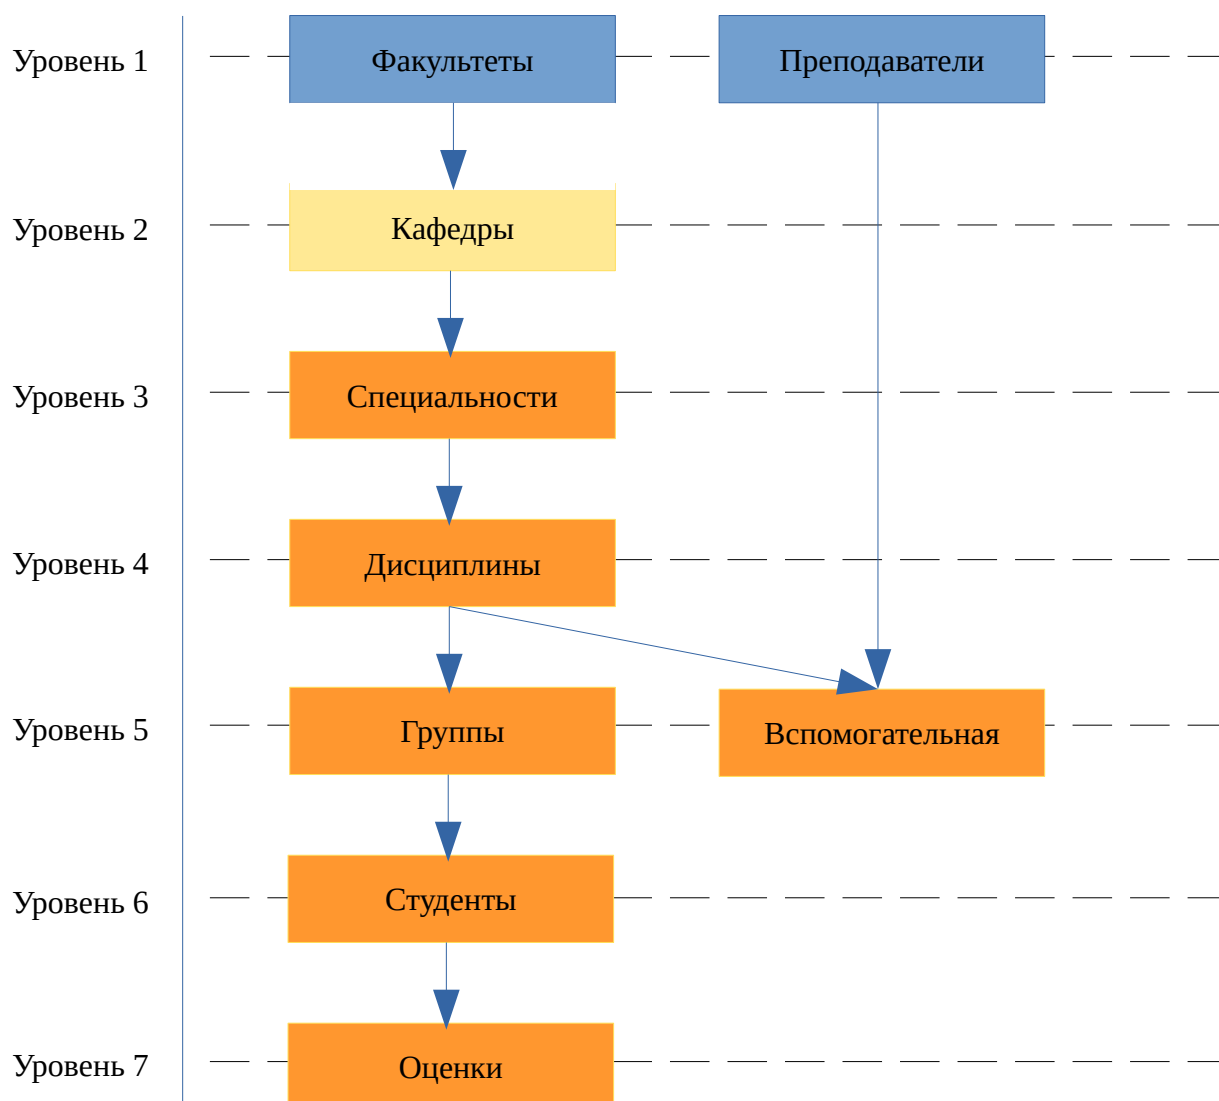 Уровень 1 Факультеты Преподаватели
Уровень 2 Кафедры
Уровень 3 Специальности
Уровень 4 Дисциплины
Уровень 5 Группы Вспомогательная
Уровень 6 Студенты
Уровень 7 Оценки